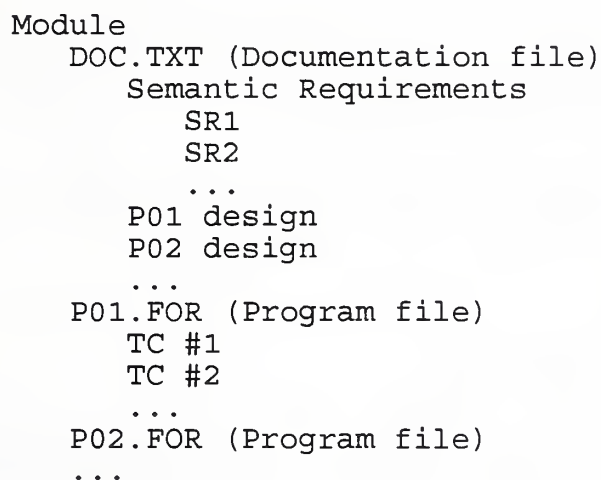 Module
DOC.TXT (Documentation file)
Semantic Requirements
SR1
SR2
...
P01 design
P02 design
...
P01.FOR (Program file)
TC #1
TC #2
...
P02.FOR (Program file)
...